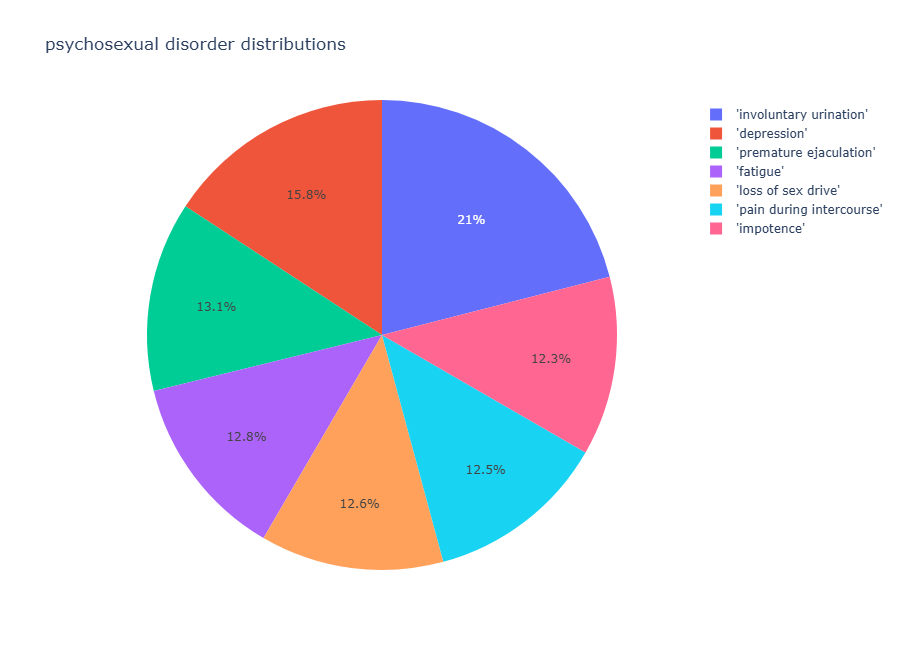 psychosexual disorder distributions
'involuntary urination'
'depression'
'premature ejaculation'
'fatigue'
'loss of sex drive'
'pain during intercourse'
'impotence'
15.8%
21%
13.1%
12.3%
12.8%
12.5%
12.6%